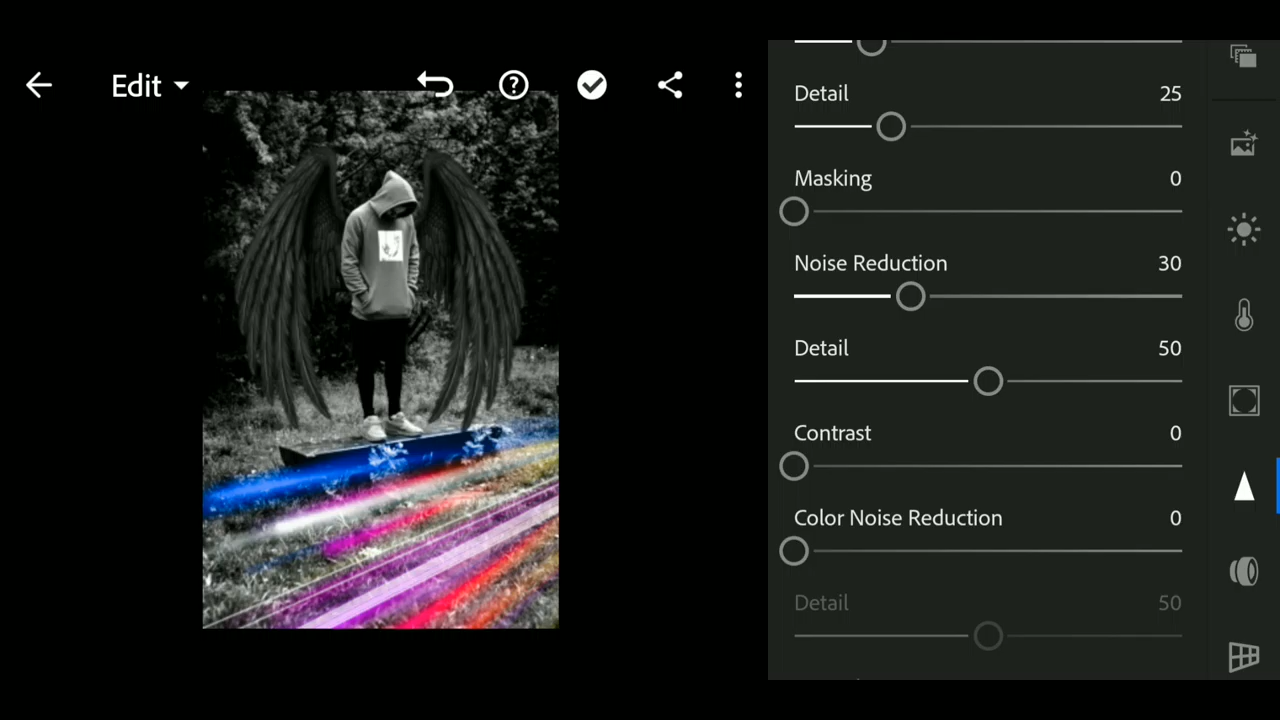 Edit
Detail 25
Masking 0
Noise Reduction 30
Detail 50
Contrast 0
Color Noise Reduction 0
Detail 50